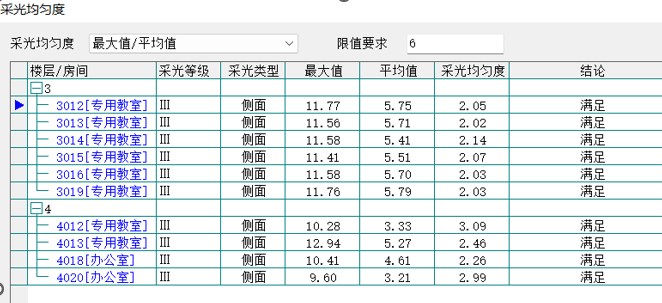 采光均匀度
采光均匀度 最大值/平均值 限值要求 6
楼层/房间 采光等级 采光类型 最大值 平均值 采光均匀度 结论
3
3012[专用教室] Ⅲ 侧面 11.77 5.75 2.05 满足
3013[专用教室] Ⅲ 侧面 11.56 5.71 2.02 满足
3014[专用教室] Ⅲ 侧面 11.58 5.41 2.14 满足
3015[专用教室] Ⅲ 侧面 11.41 5.51 2.07 满足
3016[专用教室] Ⅲ 侧面 11.58 5.70 2.03 满足
3019[专用教室] Ⅲ 侧面 11.76 5.79 2.03 满足
4
4012[专用教室] Ⅲ 侧面 10.28 3.33 3.09 满足
4013[专用教室] Ⅲ 侧面 12.94 5.27 2.46 满足
4018[办公室] Ⅲ 侧面 10.41 4.61 2.26 满足
4020[办公室] Ⅲ 侧面 9.60 3.21 2.99 满足